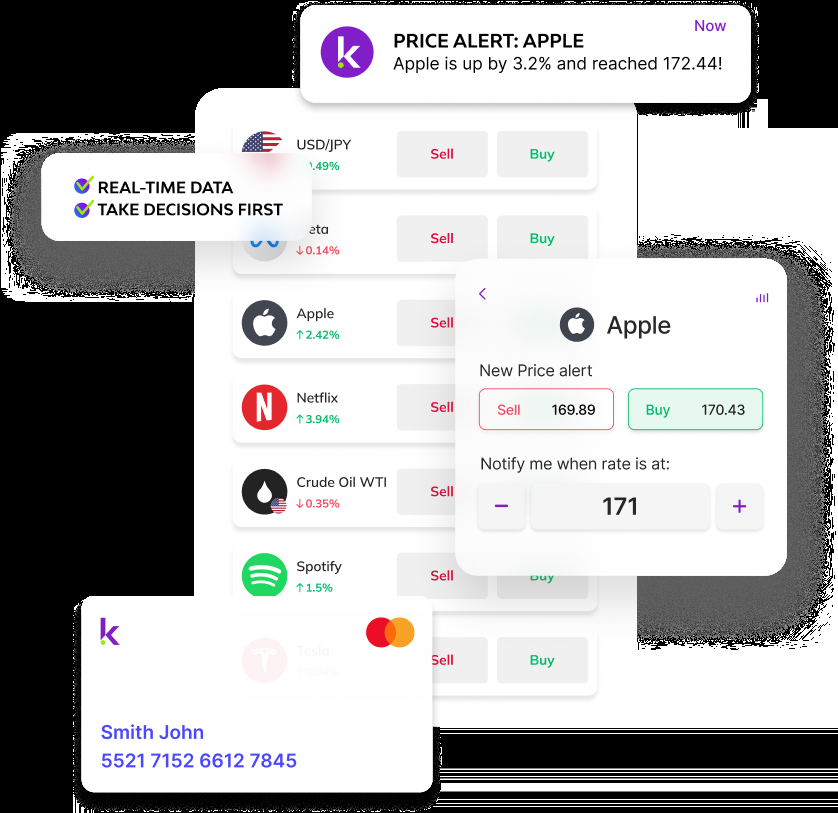 Now
PRICE ALERT: APPLE
Apple is up by 3.2% and reached 172.44!
USD/JPY
Sell
Buy
.49%
REAL-TIME DATA
TAKE DECISIONS FIRST
eta
↓0.14%
Sell
Buy
Apple
↑2.42%
Sell
Netflix
↑3.94%
Sell
Crude Oil WTI
↓0.35%
Sell
Spotify
↑1.5%
Sell
Buy
Tesla
Sell
Buy
Apple
New Price alert
Sell 169.89
Buy 170.43
Notify me when rate is at:
− 171 +
k
Smith John
5521 7152 6612 7845